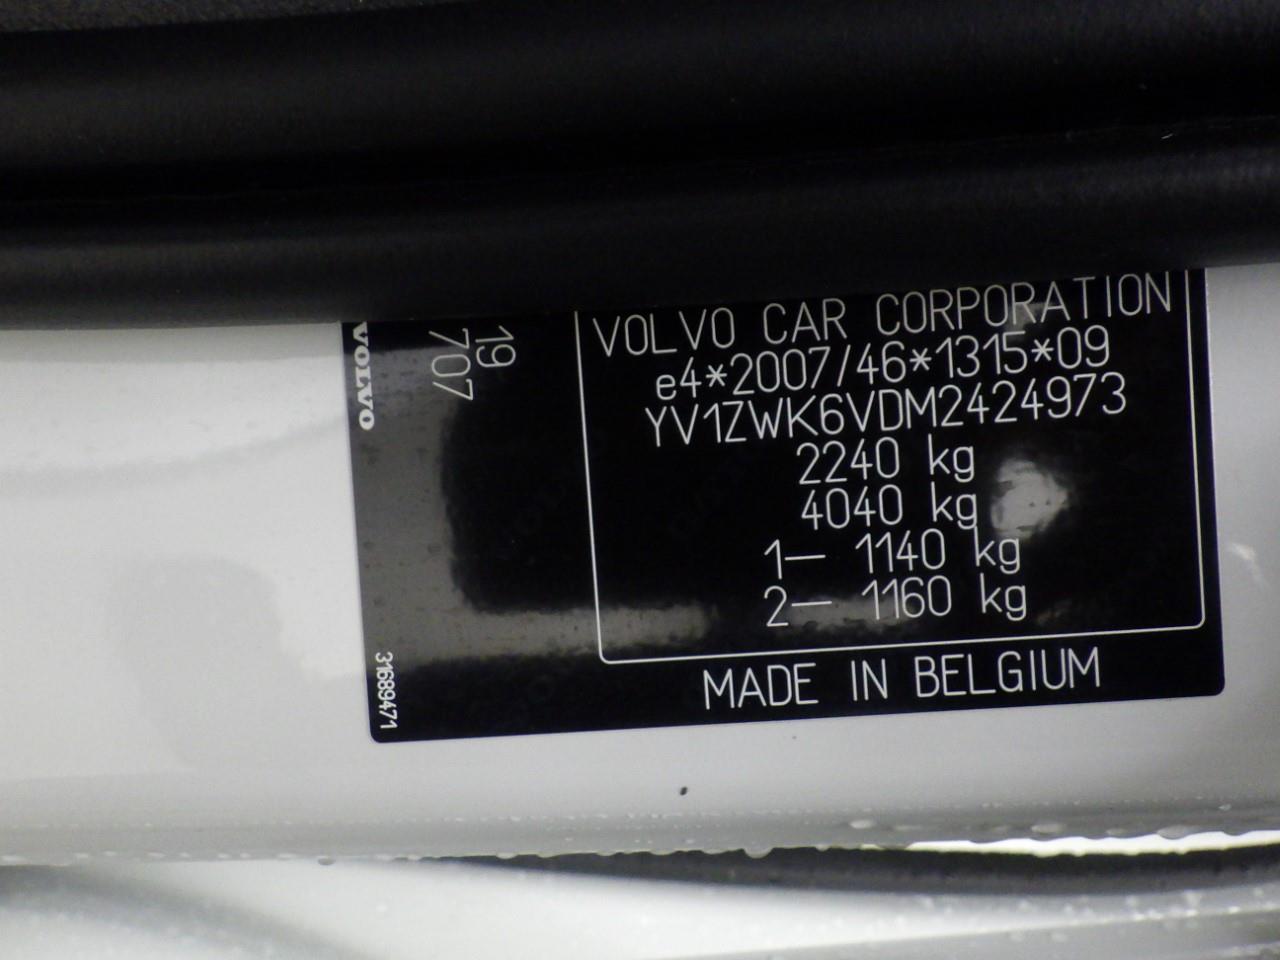 VOLVO
19
707
31689471
VOLVO CAR CORPORATION
e4*2007/46*1315*09
YV1ZWK6VDM2424973
2240 kg
4040 kg
1— 1140 kg
2— 1160 kg
MADE IN BELGIUM